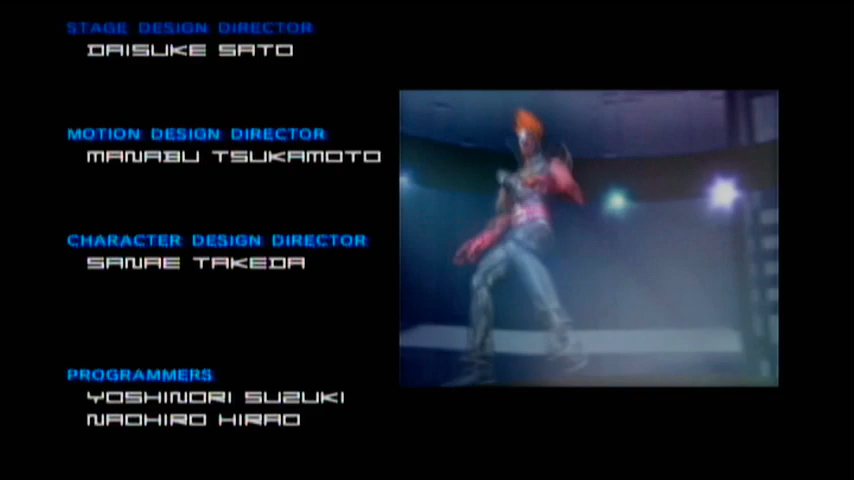 STAGE DESIGN DIRECTOR
DAISUKE SATO
MOTION DESIGN DIRECTOR
MANABU TSUKAMOTO
CHARACTER DESIGN DIRECTOR
SANAE TAKEDA
PROGRAMMERS
YOSHINORI SUZUKI
NAOHIRO HIRAO